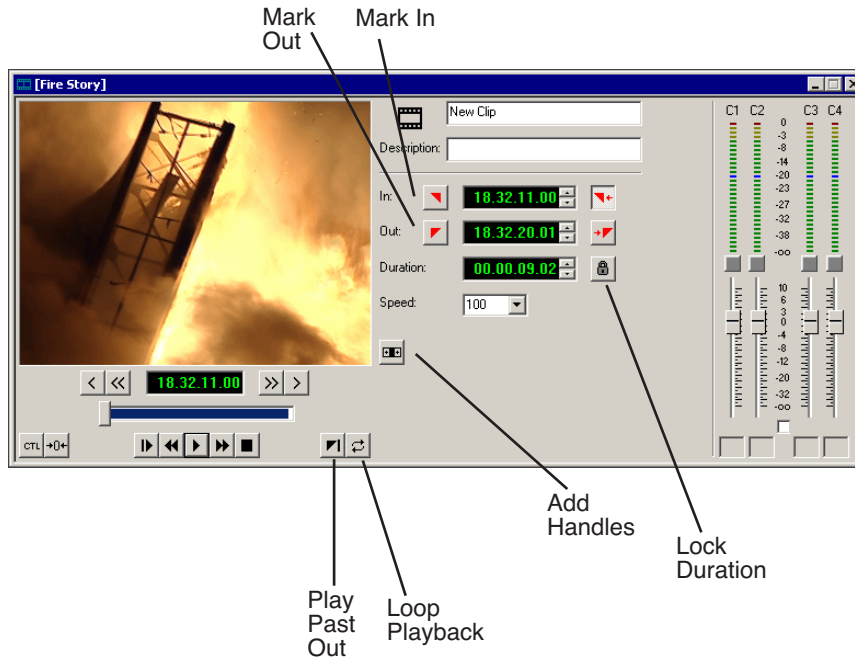 Mark
Out
Mark In
[Fire Story]
New Clip
Description:
In:
18.32.11.00
Out:
18.32.20.01
Duration:
00.00.09.02
Speed:
100
C1 C2 C3 C4
0
-3
-8
-14
-20
-23
-27
-32
-38
-∞
10
6
3
0
-4
-8
-12
-20
-32
-∞
18.32.11.00
CTL
→0←
Add
Handles
Lock
Duration
Play
Past
Out
Loop
Playback